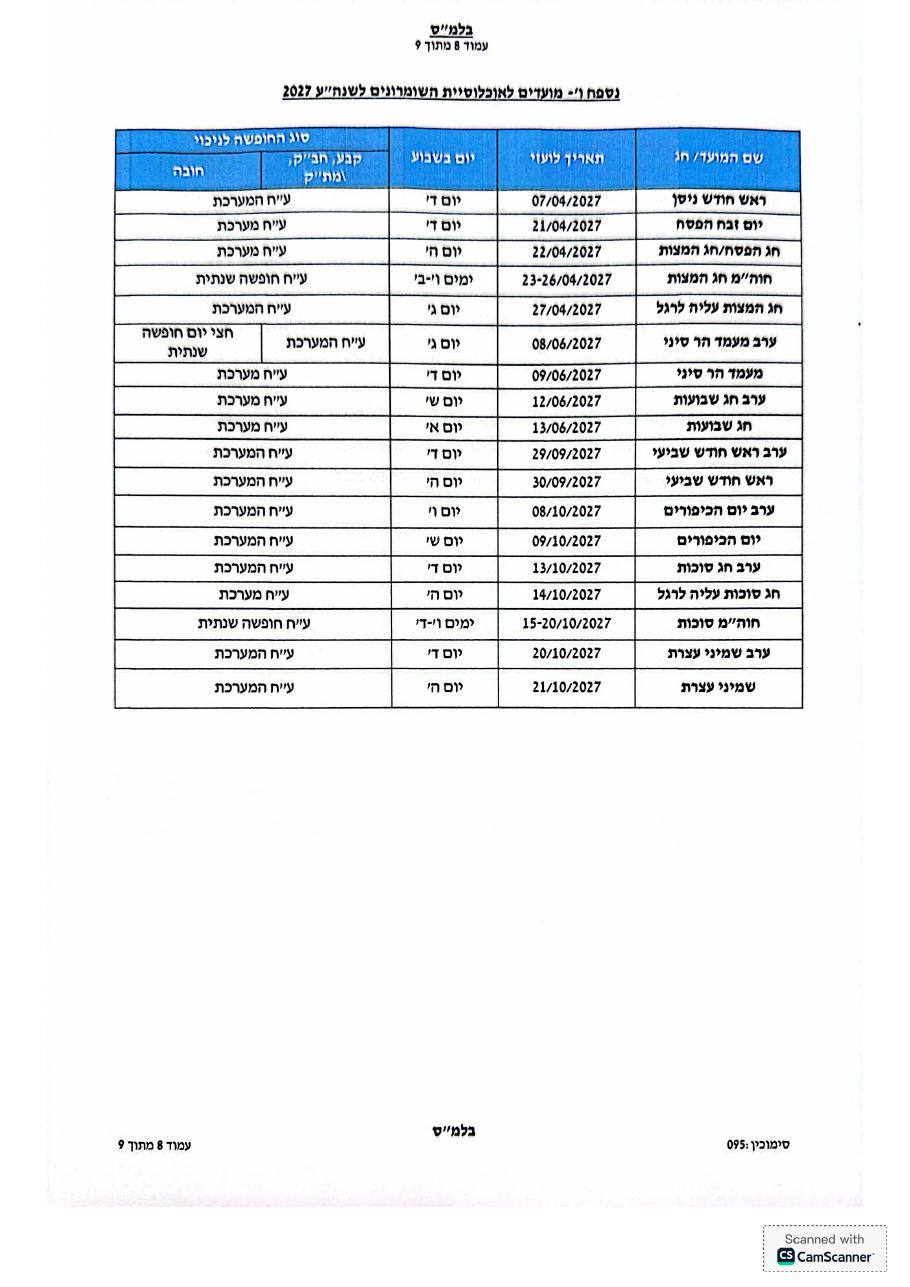 בלמ"ס
עמוד 8 מתוך 9
נספח ו'- מועדים לאוכלוסיית השומרונים לשנה"ע 2027
שם המועד/ חג תאריך לועזי יום בשבוע סוג החופשה לניכוי
קבע, חב"ק, \מת"ק חובה
ראש חודש ניסן 07/04/2027 יום ד' ע"ח המערכת
יום זבח הפסח 21/04/2027 יום ד' ע"ח מערכת
חג הפסח/חג המצות 22/04/2027 יום ה' ע"ח מערכת
חוה"מ חג המצות 23-26/04/2027 ימים ו'-ב' ע"ח חופשה שנתית
חג המצות עליה לרגל 27/04/2027 יום ג' ע"ח המערכת
ערב מעמד הר סיני 08/06/2027 יום ג' ע"ח המערכת חצי יום חופשה שנתית
מעמד הר סיני 09/06/2027 יום ד' ע"ח מערכת
ערב חג שבועות 12/06/2027 יום ש' ע"ח מערכת
חג שבועות 13/06/2027 יום א' ע"ח מערכת
ערב ראש חודש שביעי 29/09/2027 יום ד' ע"ח המערכת
ראש חודש שביעי 30/09/2027 יום ה' ע"ח המערכת
ערב יום הכיפורים 08/10/2027 יום ו' ע"ח המערכת
יום הכיפורים 09/10/2027 יום ש' ע"ח המערכת
ערב חג סוכות 13/10/2027 יום ד' ע"ח המערכת
חג סוכות עליה לרגל 14/10/2027 יום ה' ע"ח מערכת
חוה"מ סוכות 15-20/10/2027 ימים ו'-ד' ע"ח חופשה שנתית
ערב שמיני עצרת 20/10/2027 יום ד' ע"ח המערכת
שמיני עצרת 21/10/2027 יום ה' ע"ח המערכת
בלמ"ס
סימוכין: 095 עמוד 8 מתוך 9
Scanned with
CS CamScanner